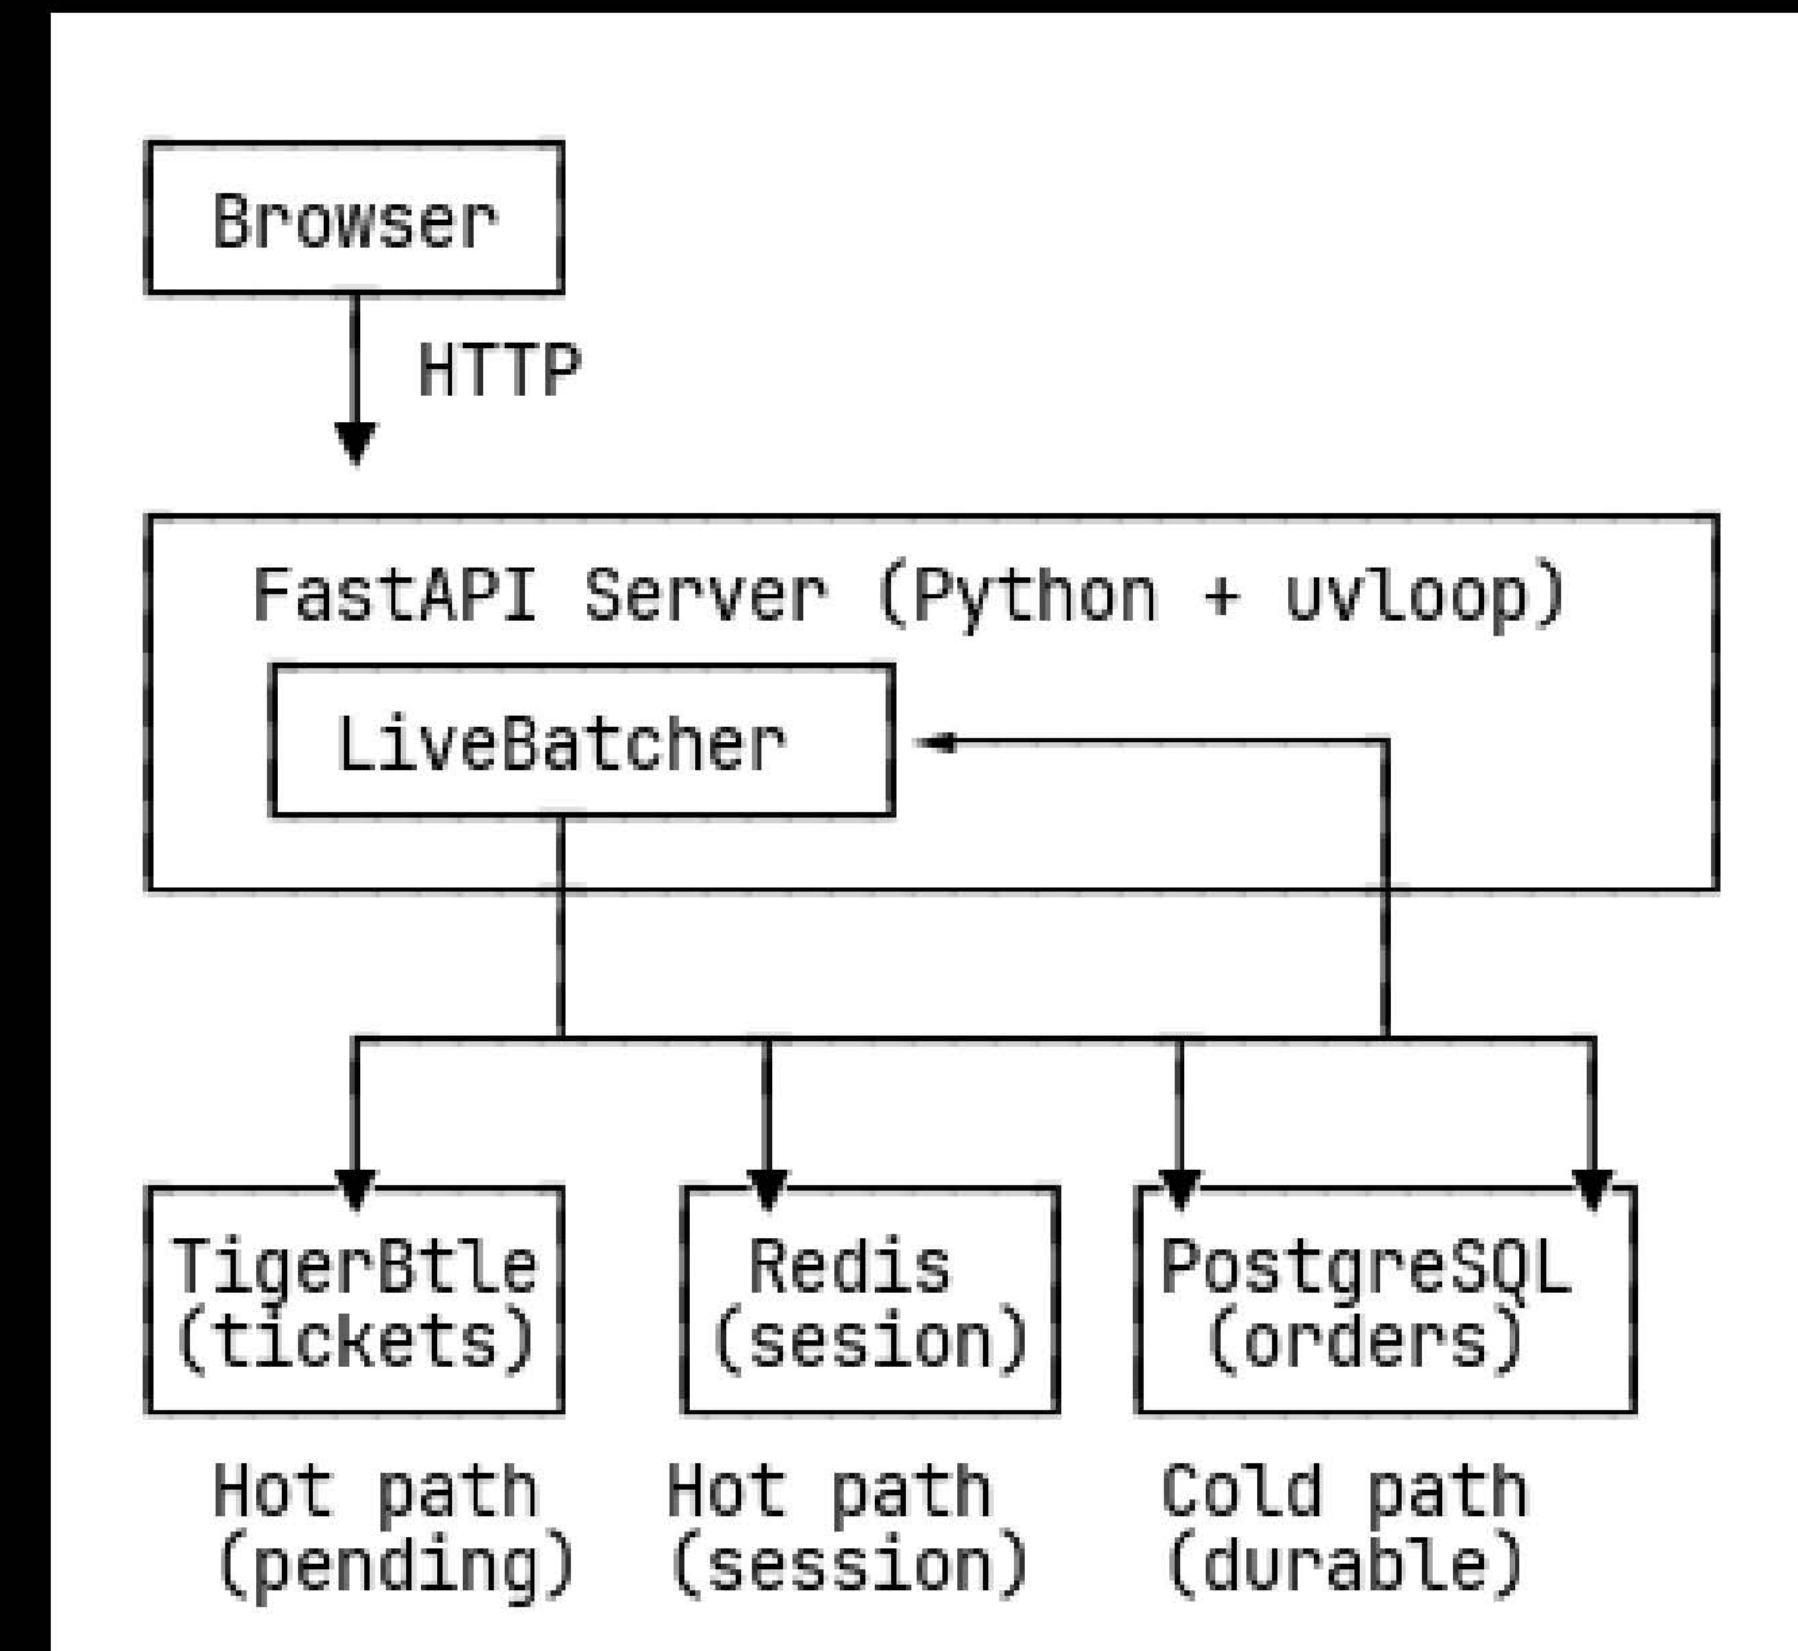 Browser
HTTP
FastAPI Server (Python + uvloop)
LiveBatcher
TigerBtle
(tickets)
Redis
(sesion)
PostgreSQL
(orders)
Hot path
(pending)
Hot path
(session)
Cold path
(durable)